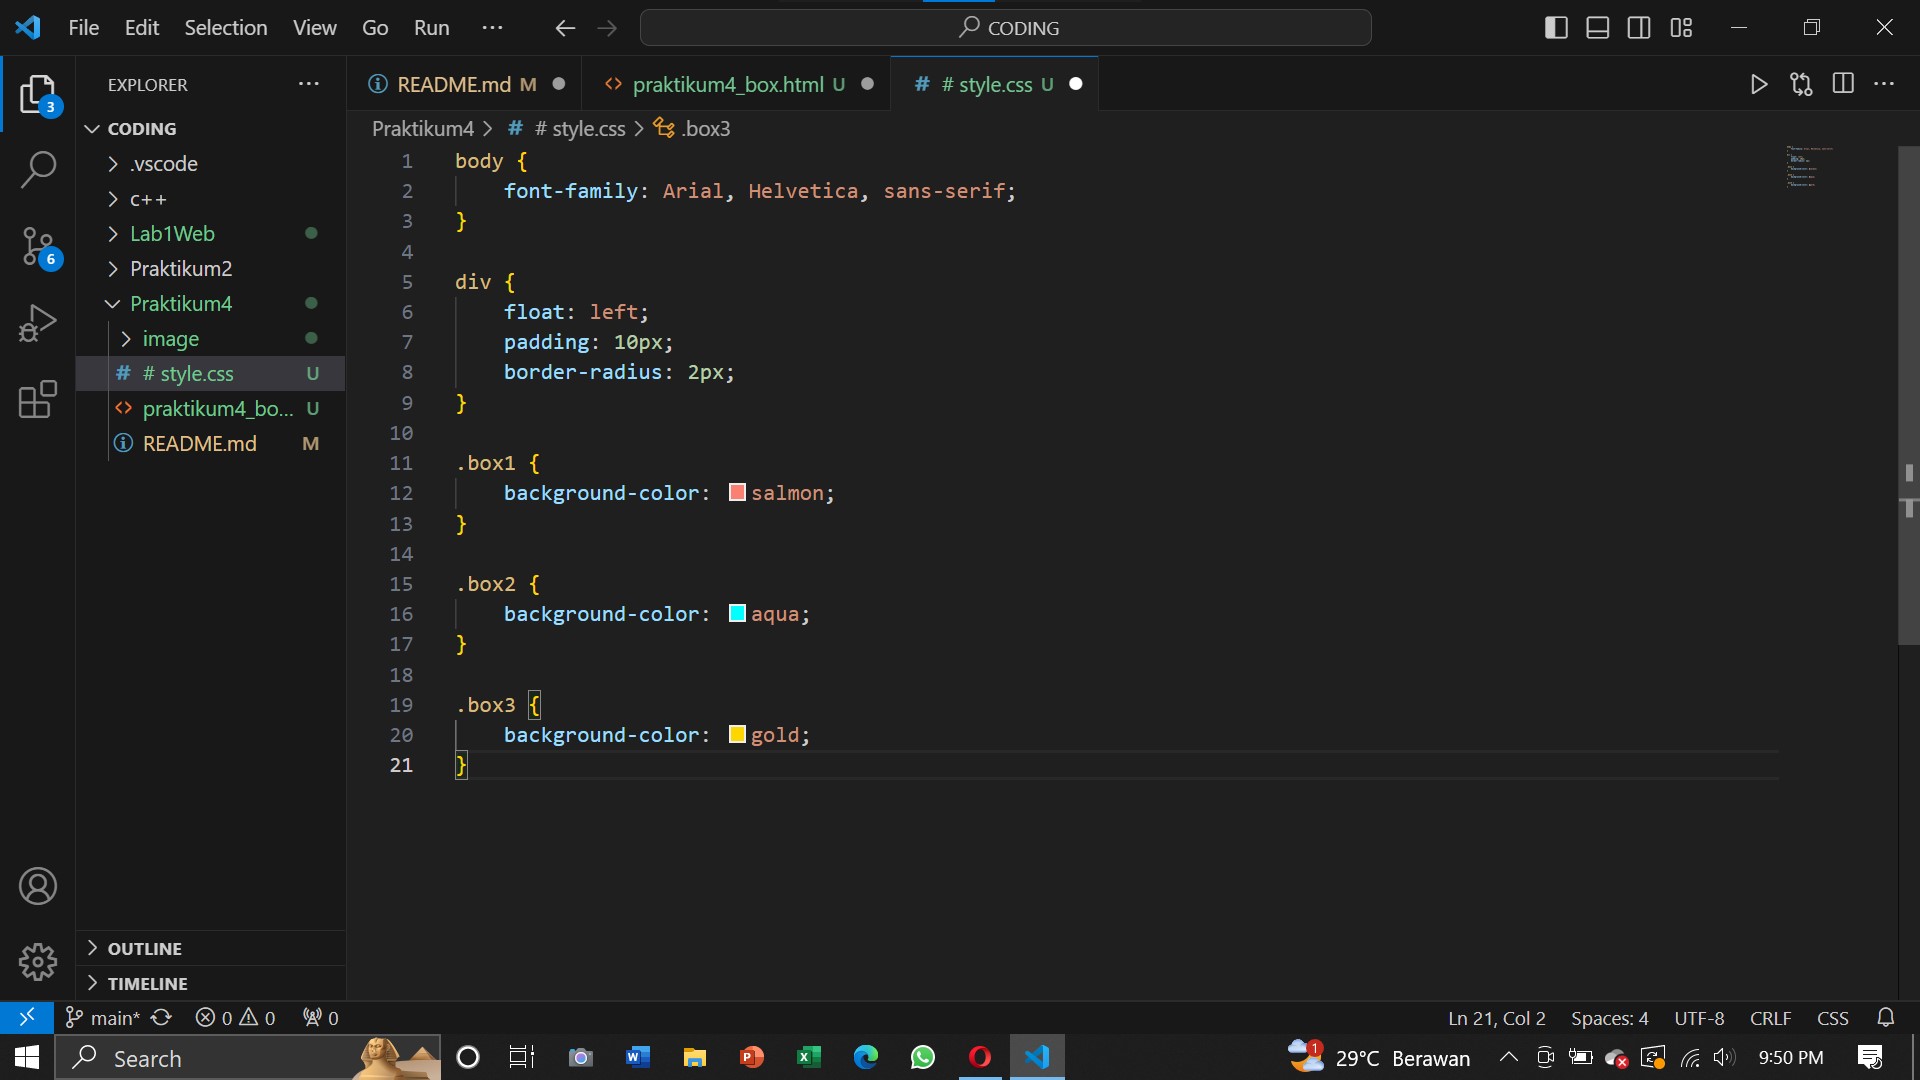 File Edit Selection View Go Run ···
CODING
EXPLORER ···
README.md M
praktikum4_box.html U
# # style.css U
···
Praktikum4 > # # style.css > .box3
3
6
CODING
.vscode
c++
Lab1Web
Praktikum2
Praktikum4
image
# # style.css U
praktikum4_bo... U
README.md M
OUTLINE
TIMELINE
1 body {
2 font-family: Arial, Helvetica, sans-serif;
3 }
4
5 div {
6 float: left;
7 padding: 10px;
8 border-radius: 2px;
9 }
10
11 .box1 {
12 background-color: salmon;
13 }
14
15 .box2 {
16 background-color: aqua;
17 }
18
19 .box3 {
20 background-color: gold;
21 }
main* 0 0 0
Ln 21, Col 2 Spaces: 4 UTF-8 CRLF CSS
Search
1 29°C Berawan 9:50 PM